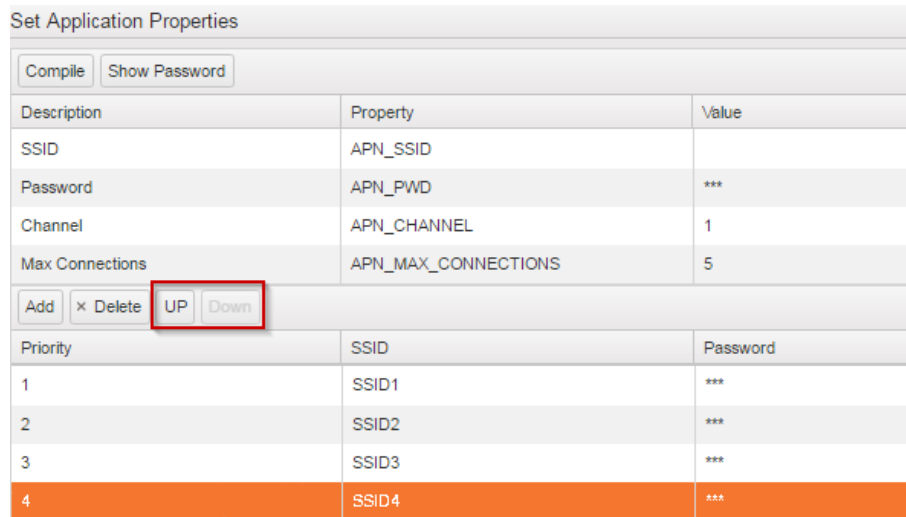 Set Application Properties
Compile Show Password
Description Property Value
SSID APN_SSID
Password APN_PWD ***
Channel APN_CHANNEL 1
Max Connections APN_MAX_CONNECTIONS 5
Add × Delete UP Down
Priority SSID Password
1 SSID1 ***
2 SSID2 ***
3 SSID3 ***
4 SSID4 ***